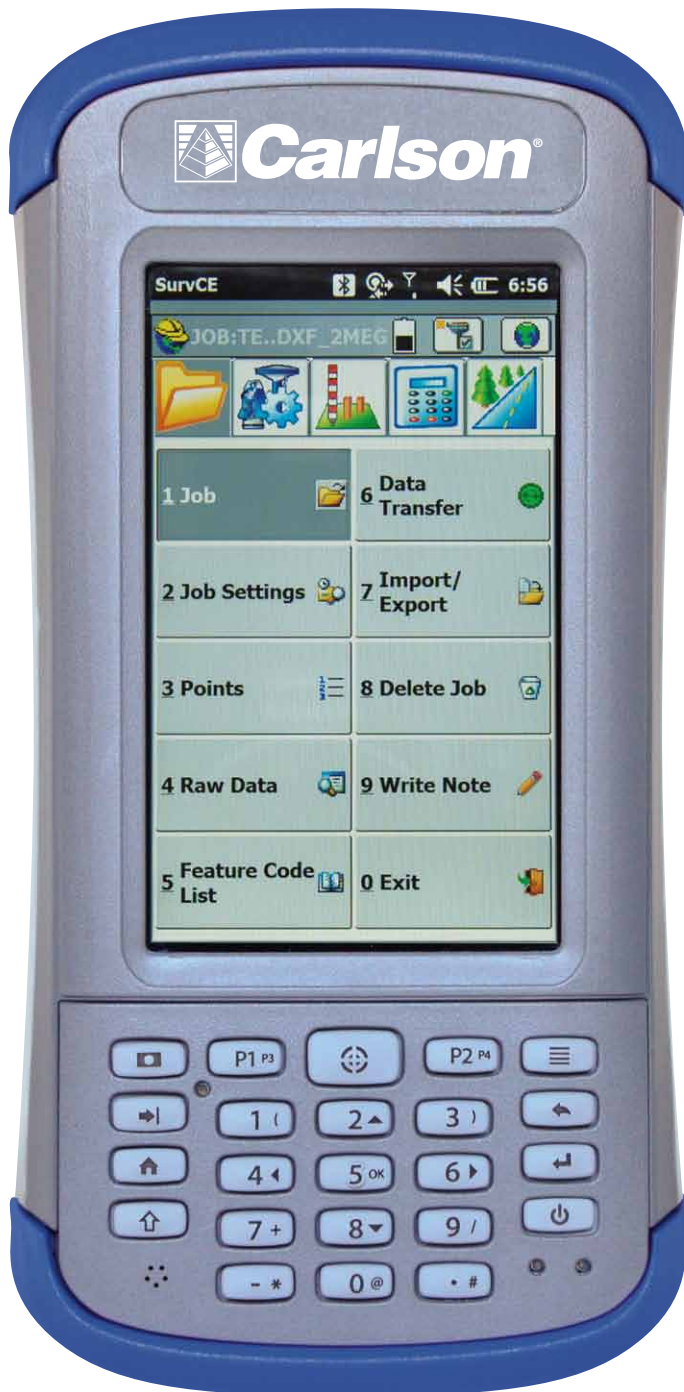 Carlson®
SurvCE 6:56
JOB:TE..DXF_2MEG
1 Job
6 Data
Transfer
2 Job Settings
7 Import/
Export
3 Points
8 Delete Job
4 Raw Data
9 Write Note
5 Feature Code
List
0 Exit
P1 P3 P2 P4
1 ( 2 3 )
4 5 OK 6
7 + 8 9 /
- * 0 @ . #